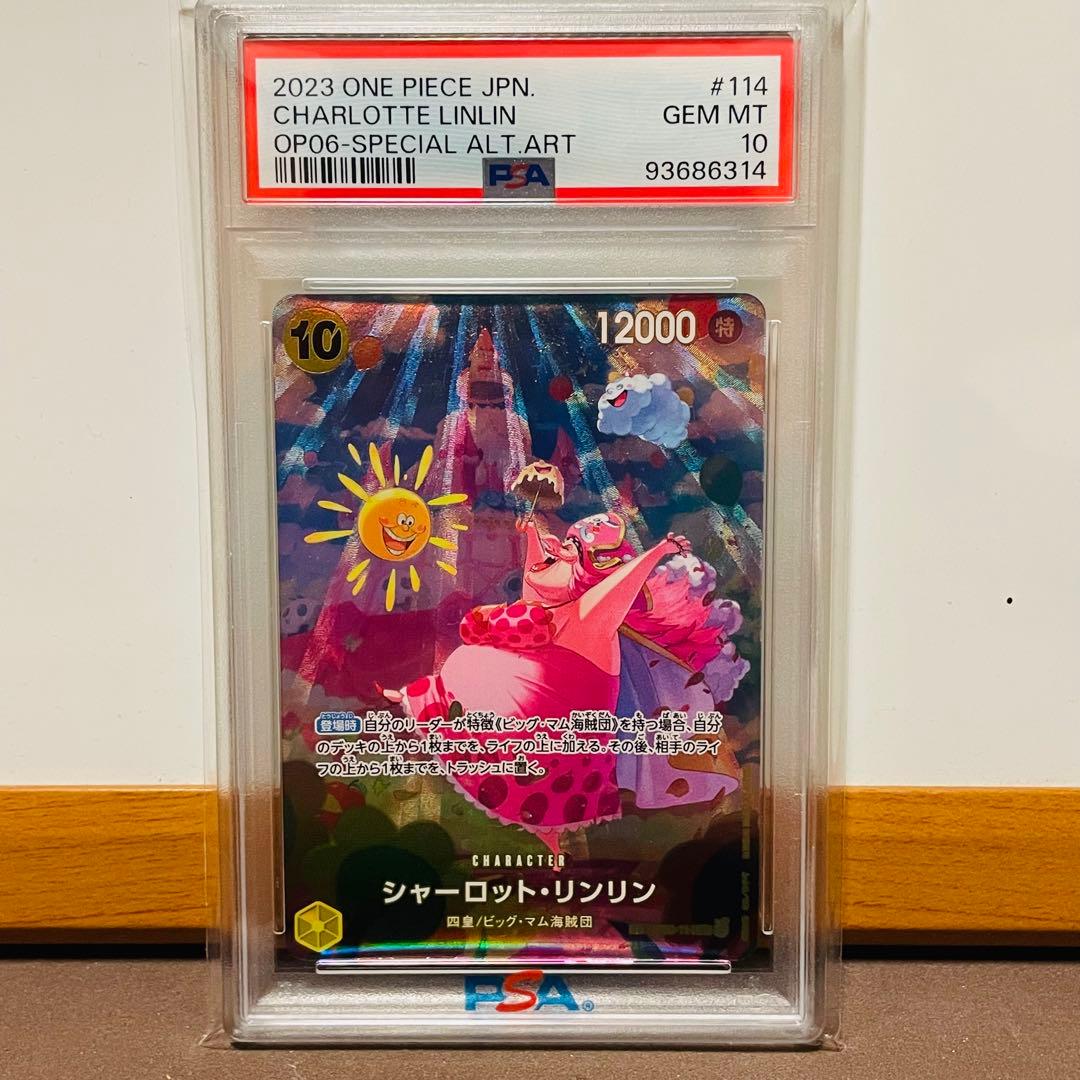 2023 ONE PIECE JPN. #114
CHARLOTTE LINLIN GEM MT
OP06-SPECIAL ALT.ART 10
PSA 93686314
10 12000 特
登場時 自分のリーダーが特徴《ビッグ・マム海賊団》を持つ場合、自分
のデッキの上から1枚までを、ライフの上に加える。その後、相手のライ
フの上から1枚までを、トラッシュに置く。
CHARACTER
シャーロット・リンリン
四皇/ビッグ・マム海賊団
PSA®